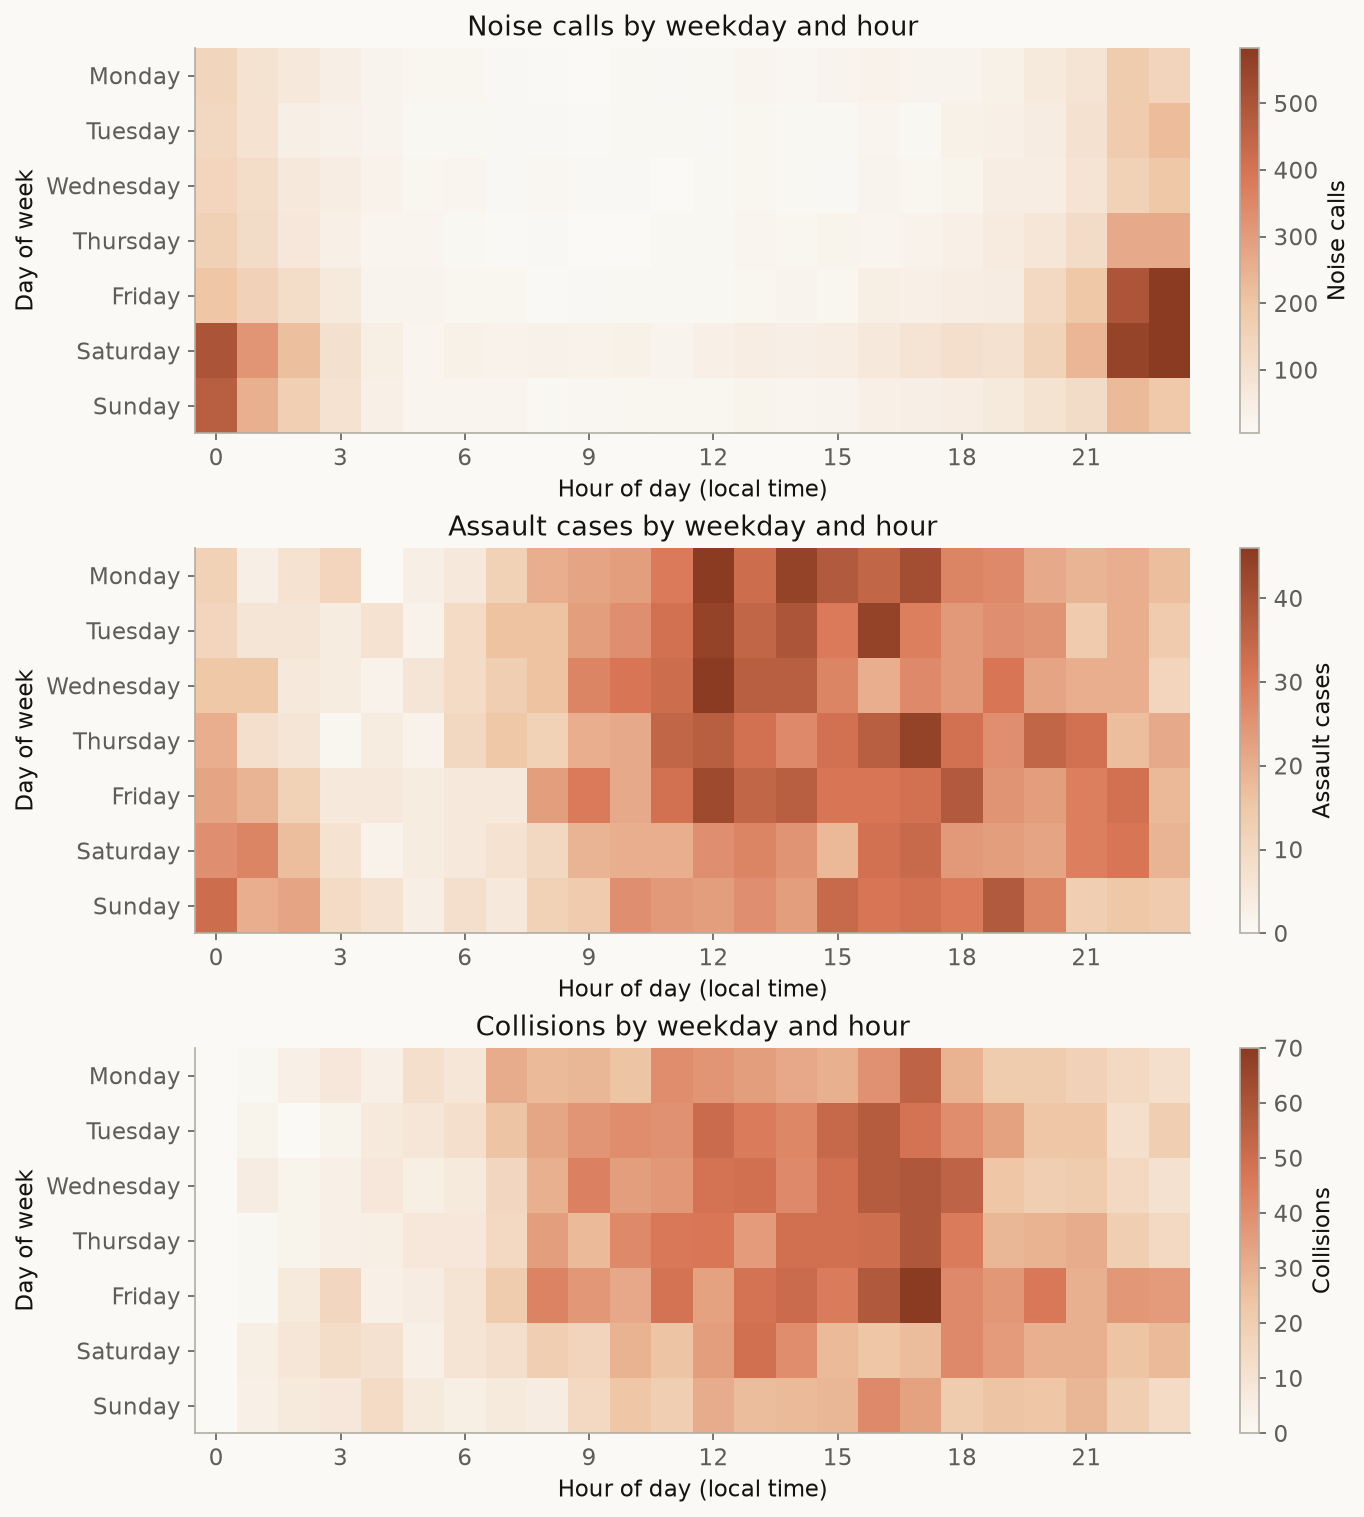 Noise calls by weekday and hour
Day of week
Monday
Tuesday
Wednesday
Thursday
Friday
Saturday
Sunday
0 3 6 9 12 15 18 21
Hour of day (local time)
500
400
300
200
100
Noise calls
Assault cases by weekday and hour
Day of week
Monday
Tuesday
Wednesday
Thursday
Friday
Saturday
Sunday
0 3 6 9 12 15 18 21
Hour of day (local time)
40
30
20
10
0
Assault cases
Collisions by weekday and hour
Day of week
Monday
Tuesday
Wednesday
Thursday
Friday
Saturday
Sunday
0 3 6 9 12 15 18 21
Hour of day (local time)
70
60
50
40
30
20
10
0
Collisions